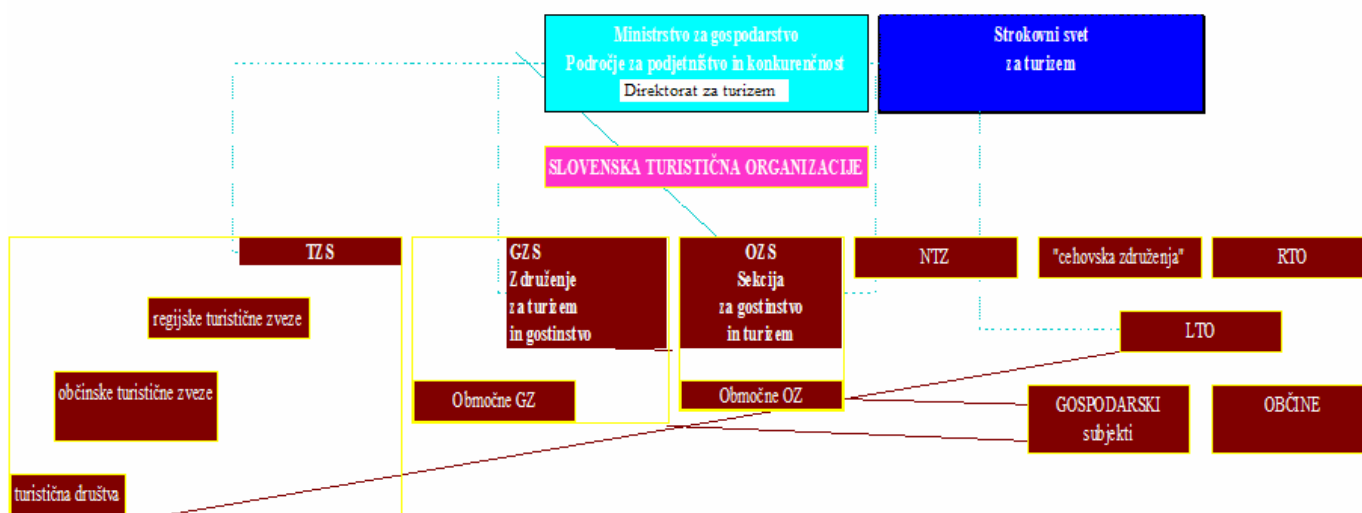 Ministrstvo za gospodarstvo
Področje za podjetništvo in konkurenčnost
Direktorat za turizem
Strokovni svet
za turizem
SLOVENSKA TURISTIČNA ORGANIZACIJE
TZS
regijske turistične zveze
občinske turistične zveze
turistična društva
GZS
Združenje
za turizem
in gostinstvo
Območne GZ
OZS
Sekcija
za gostinstvo
in turizem
Območne OZ
NTZ
"cehovska združenja"
RTO
LTO
GOSPODARSKI
subjekti
OBČINE